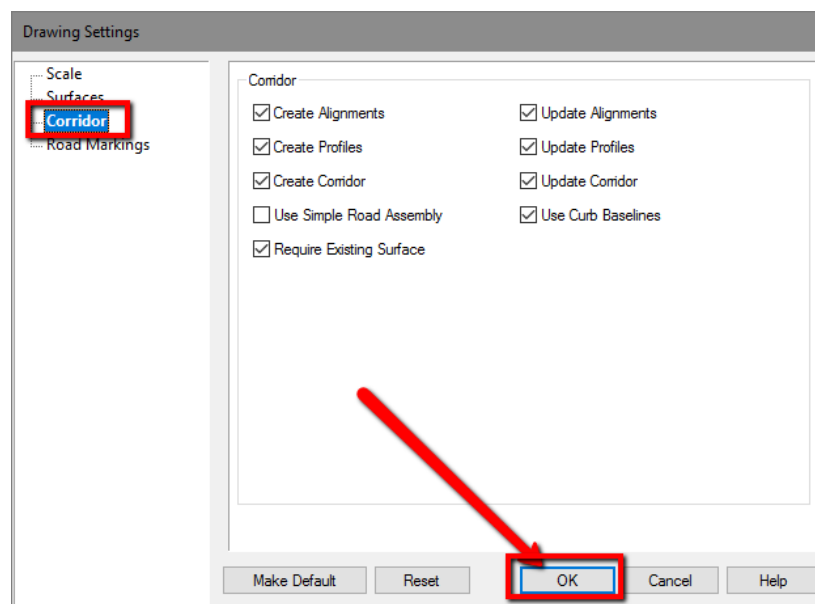 Drawing Settings
Scale
Surfaces
Corridor
Road Markings
Corridor
Create Alignments
Update Alignments
Create Profiles
Update Profiles
Create Corridor
Update Corridor
Use Simple Road Assembly
Use Curb Baselines
Require Existing Surface
Make Default
Reset
OK
Cancel
Help